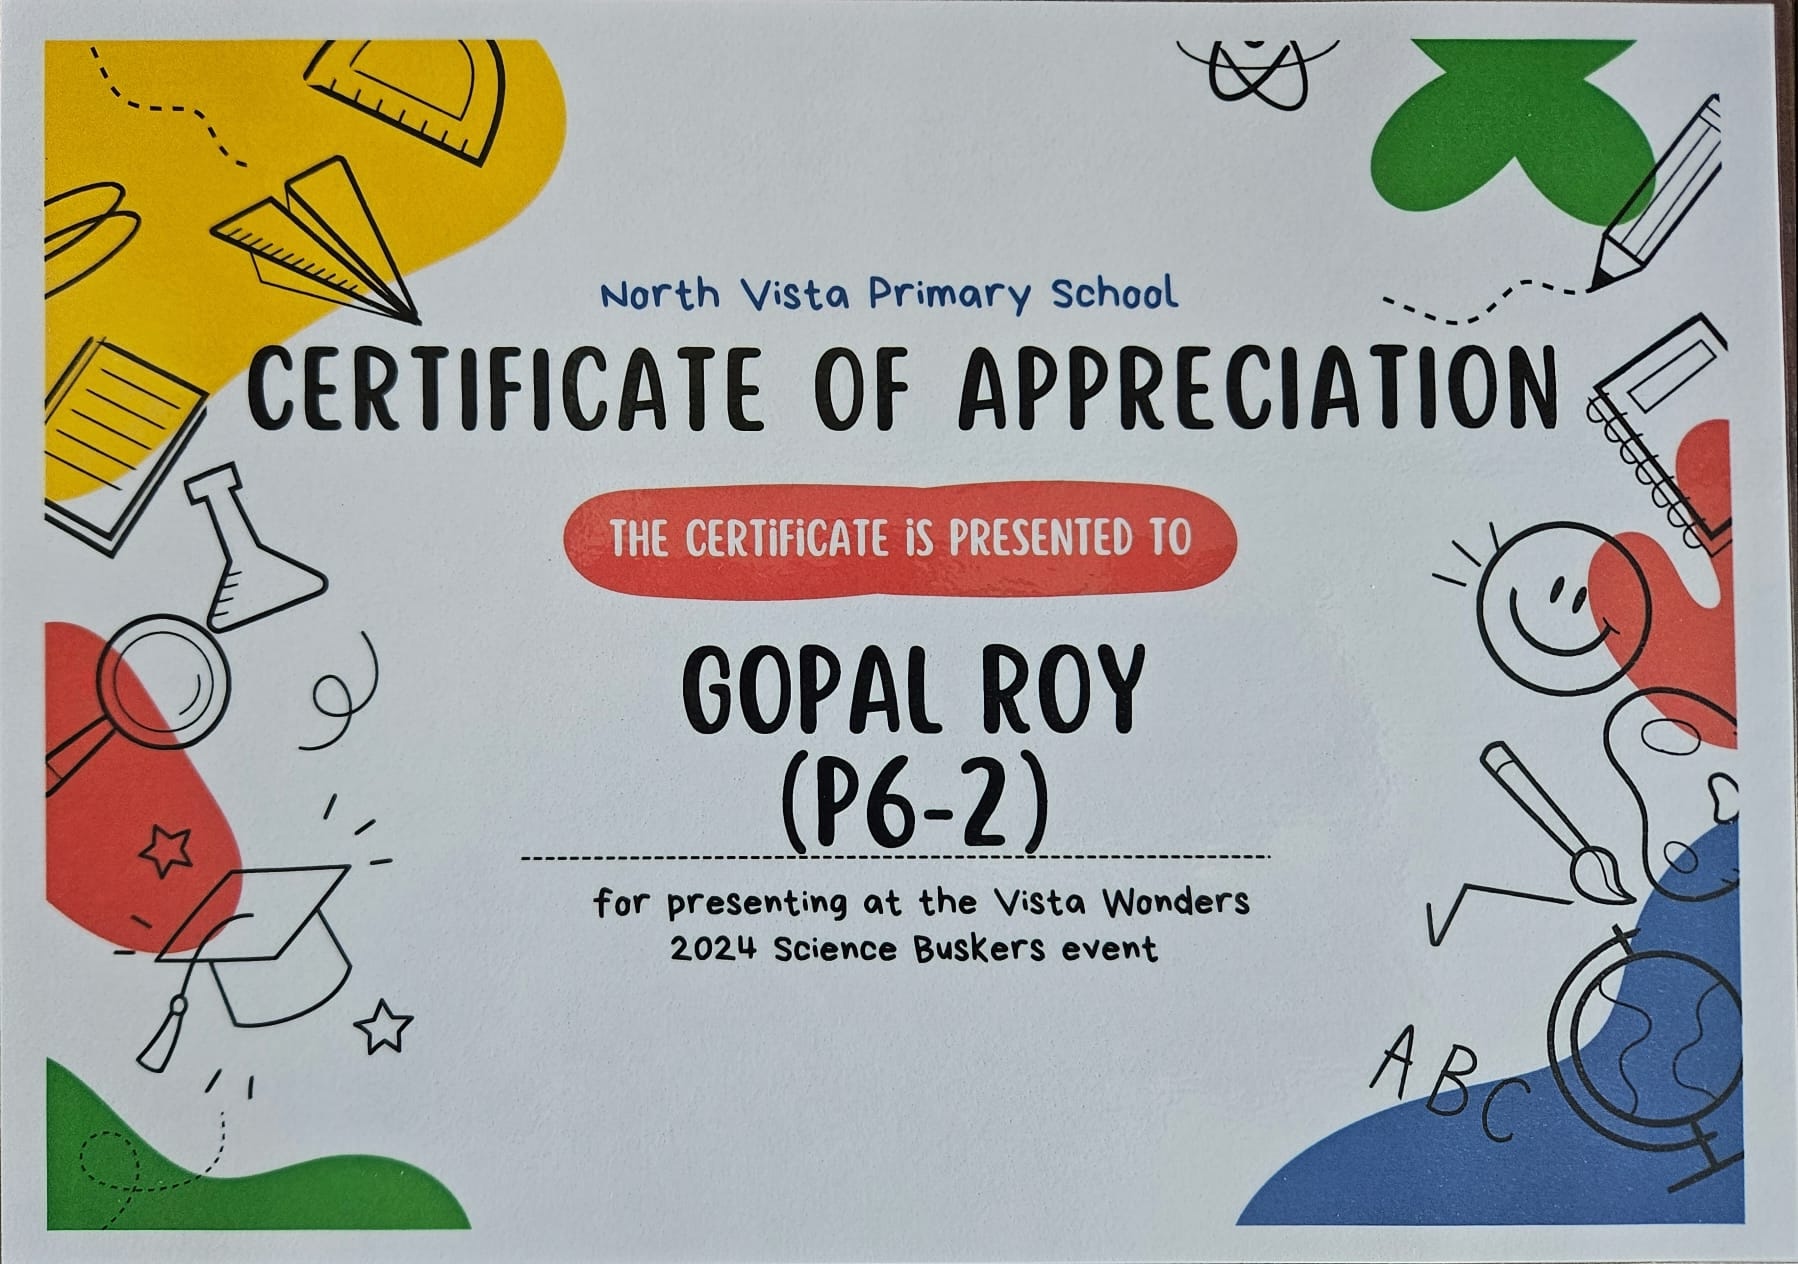 North Vista Primary School
CERTIFICATE OF APPRECIATION
THE CERTIFICATE IS PRESENTED TO
GOPAL ROY
(P6-2)
for presenting at the Vista Wonders
2024 Science Buskers event
A B C